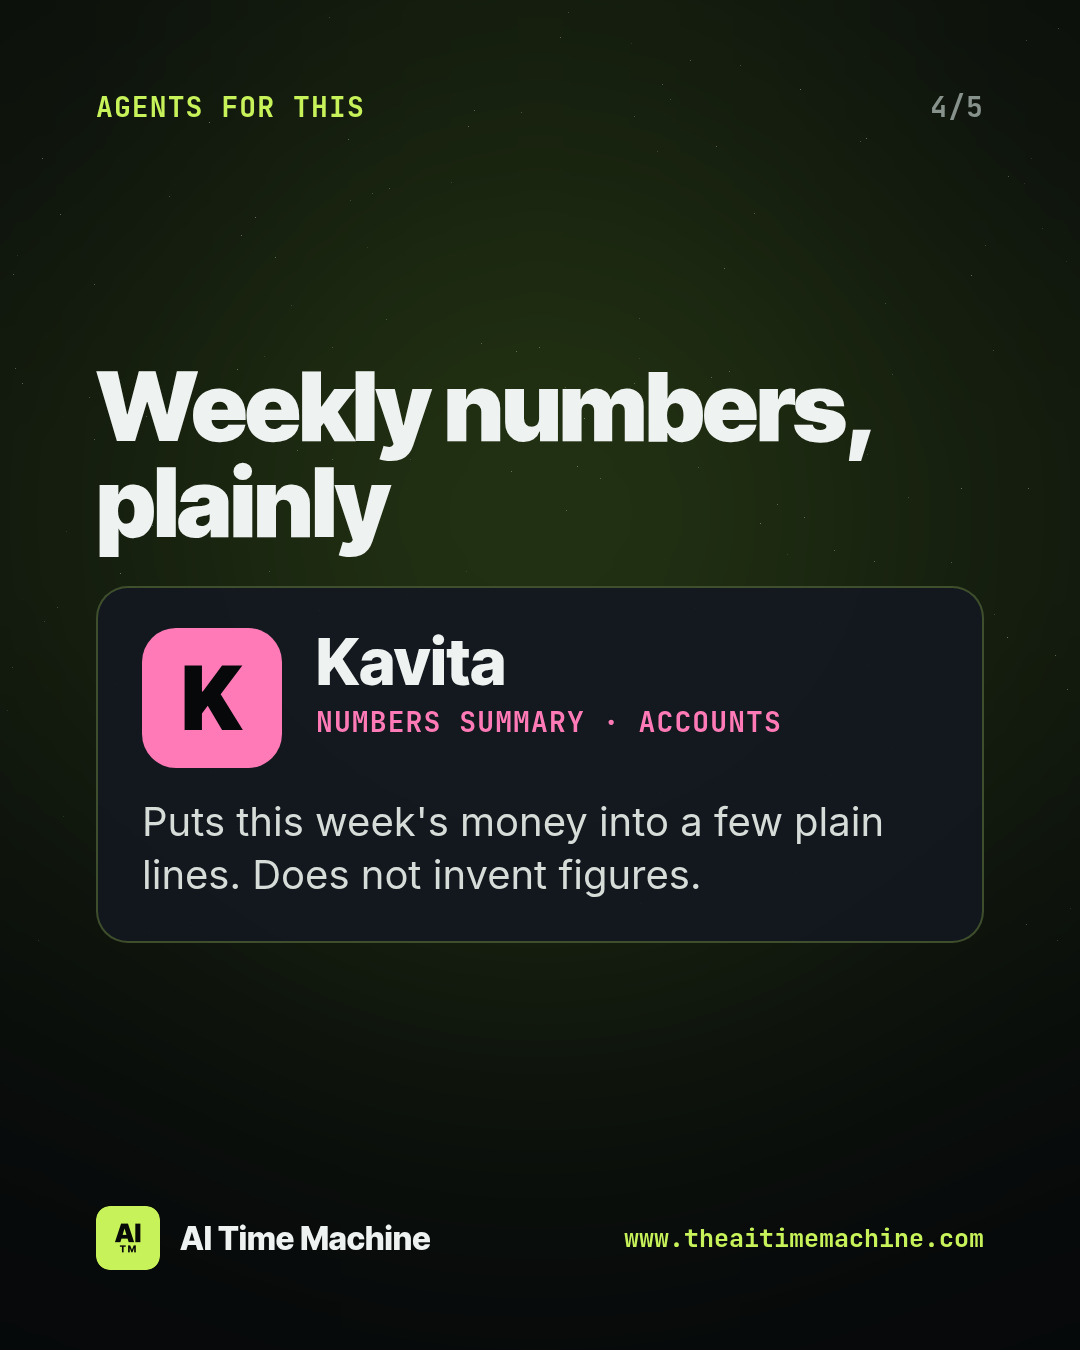 AGENTS FOR THIS
4/5
Weekly numbers,
plainly
K
Kavita
NUMBERS SUMMARY · ACCOUNTS
Puts this week's money into a few plain
lines. Does not invent figures.
AI
TM
AI Time Machine
www.theaitimemachine.com